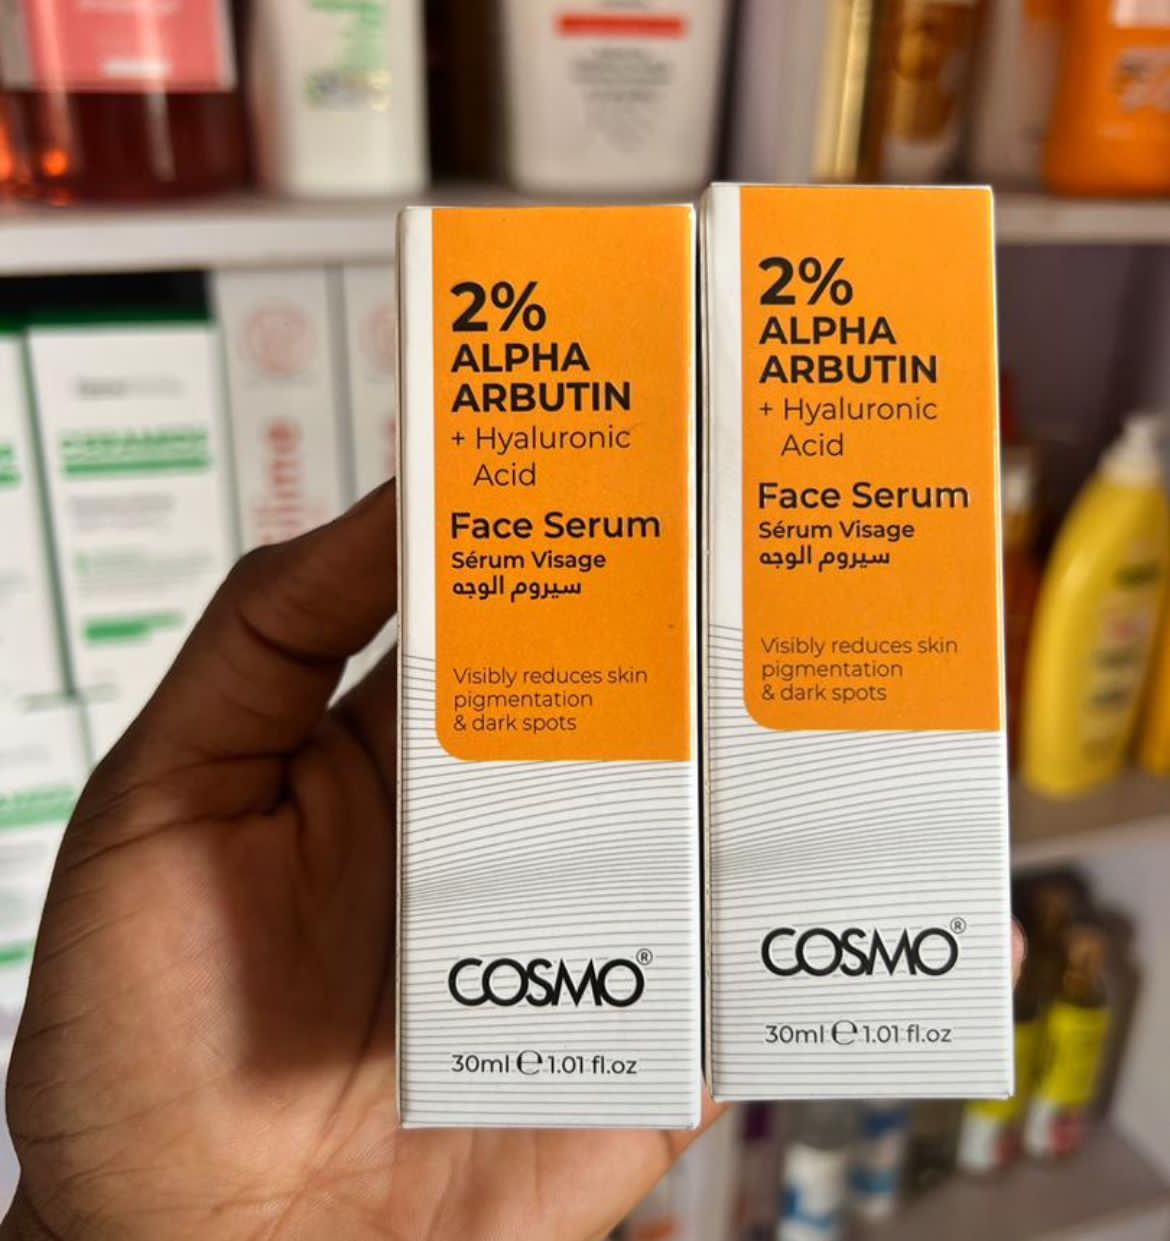 2%
ALPHA
ARBUTIN
+ Hyaluronic
Acid
Face Serum
Sérum Visage
سيروم الوجه
Visibly reduces skin
pigmentation
& dark spots
COSMO®
30ml ℮ 1.01 fl.oz
2%
ALPHA
ARBUTIN
+ Hyaluronic
Acid
Face Serum
Sérum Visage
سيروم الوجه
Visibly reduces skin
pigmentation
& dark spots
COSMO®
30ml ℮ 1.01 fl.oz